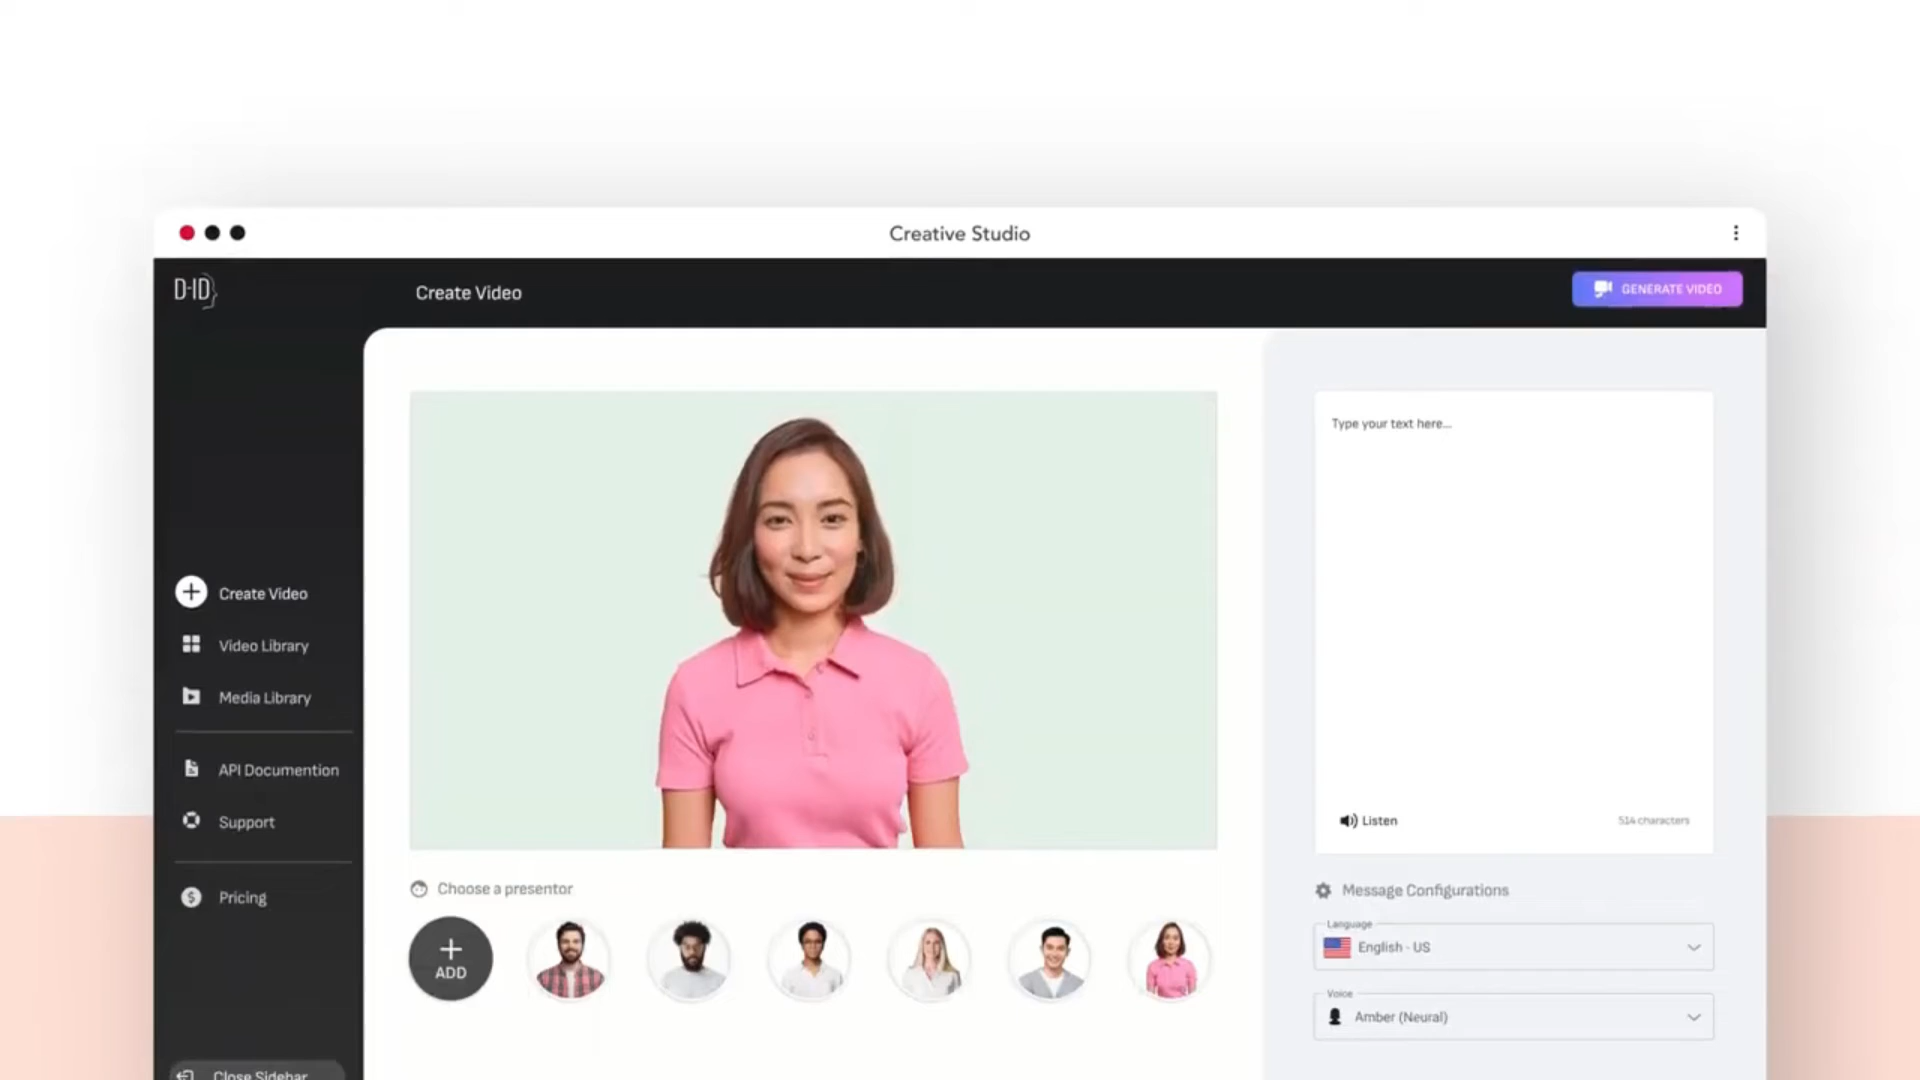 Creative Studio
D-ID
Create Video
GENERATE VIDEO
Create Video
Video Library
Media Library
API Documention
Support
Pricing
Close Sidebar
Choose a presentor
ADD
Type your text here...
Listen
514 characters
Message Configurations
Language
English - US
Voice
Amber (Neural)